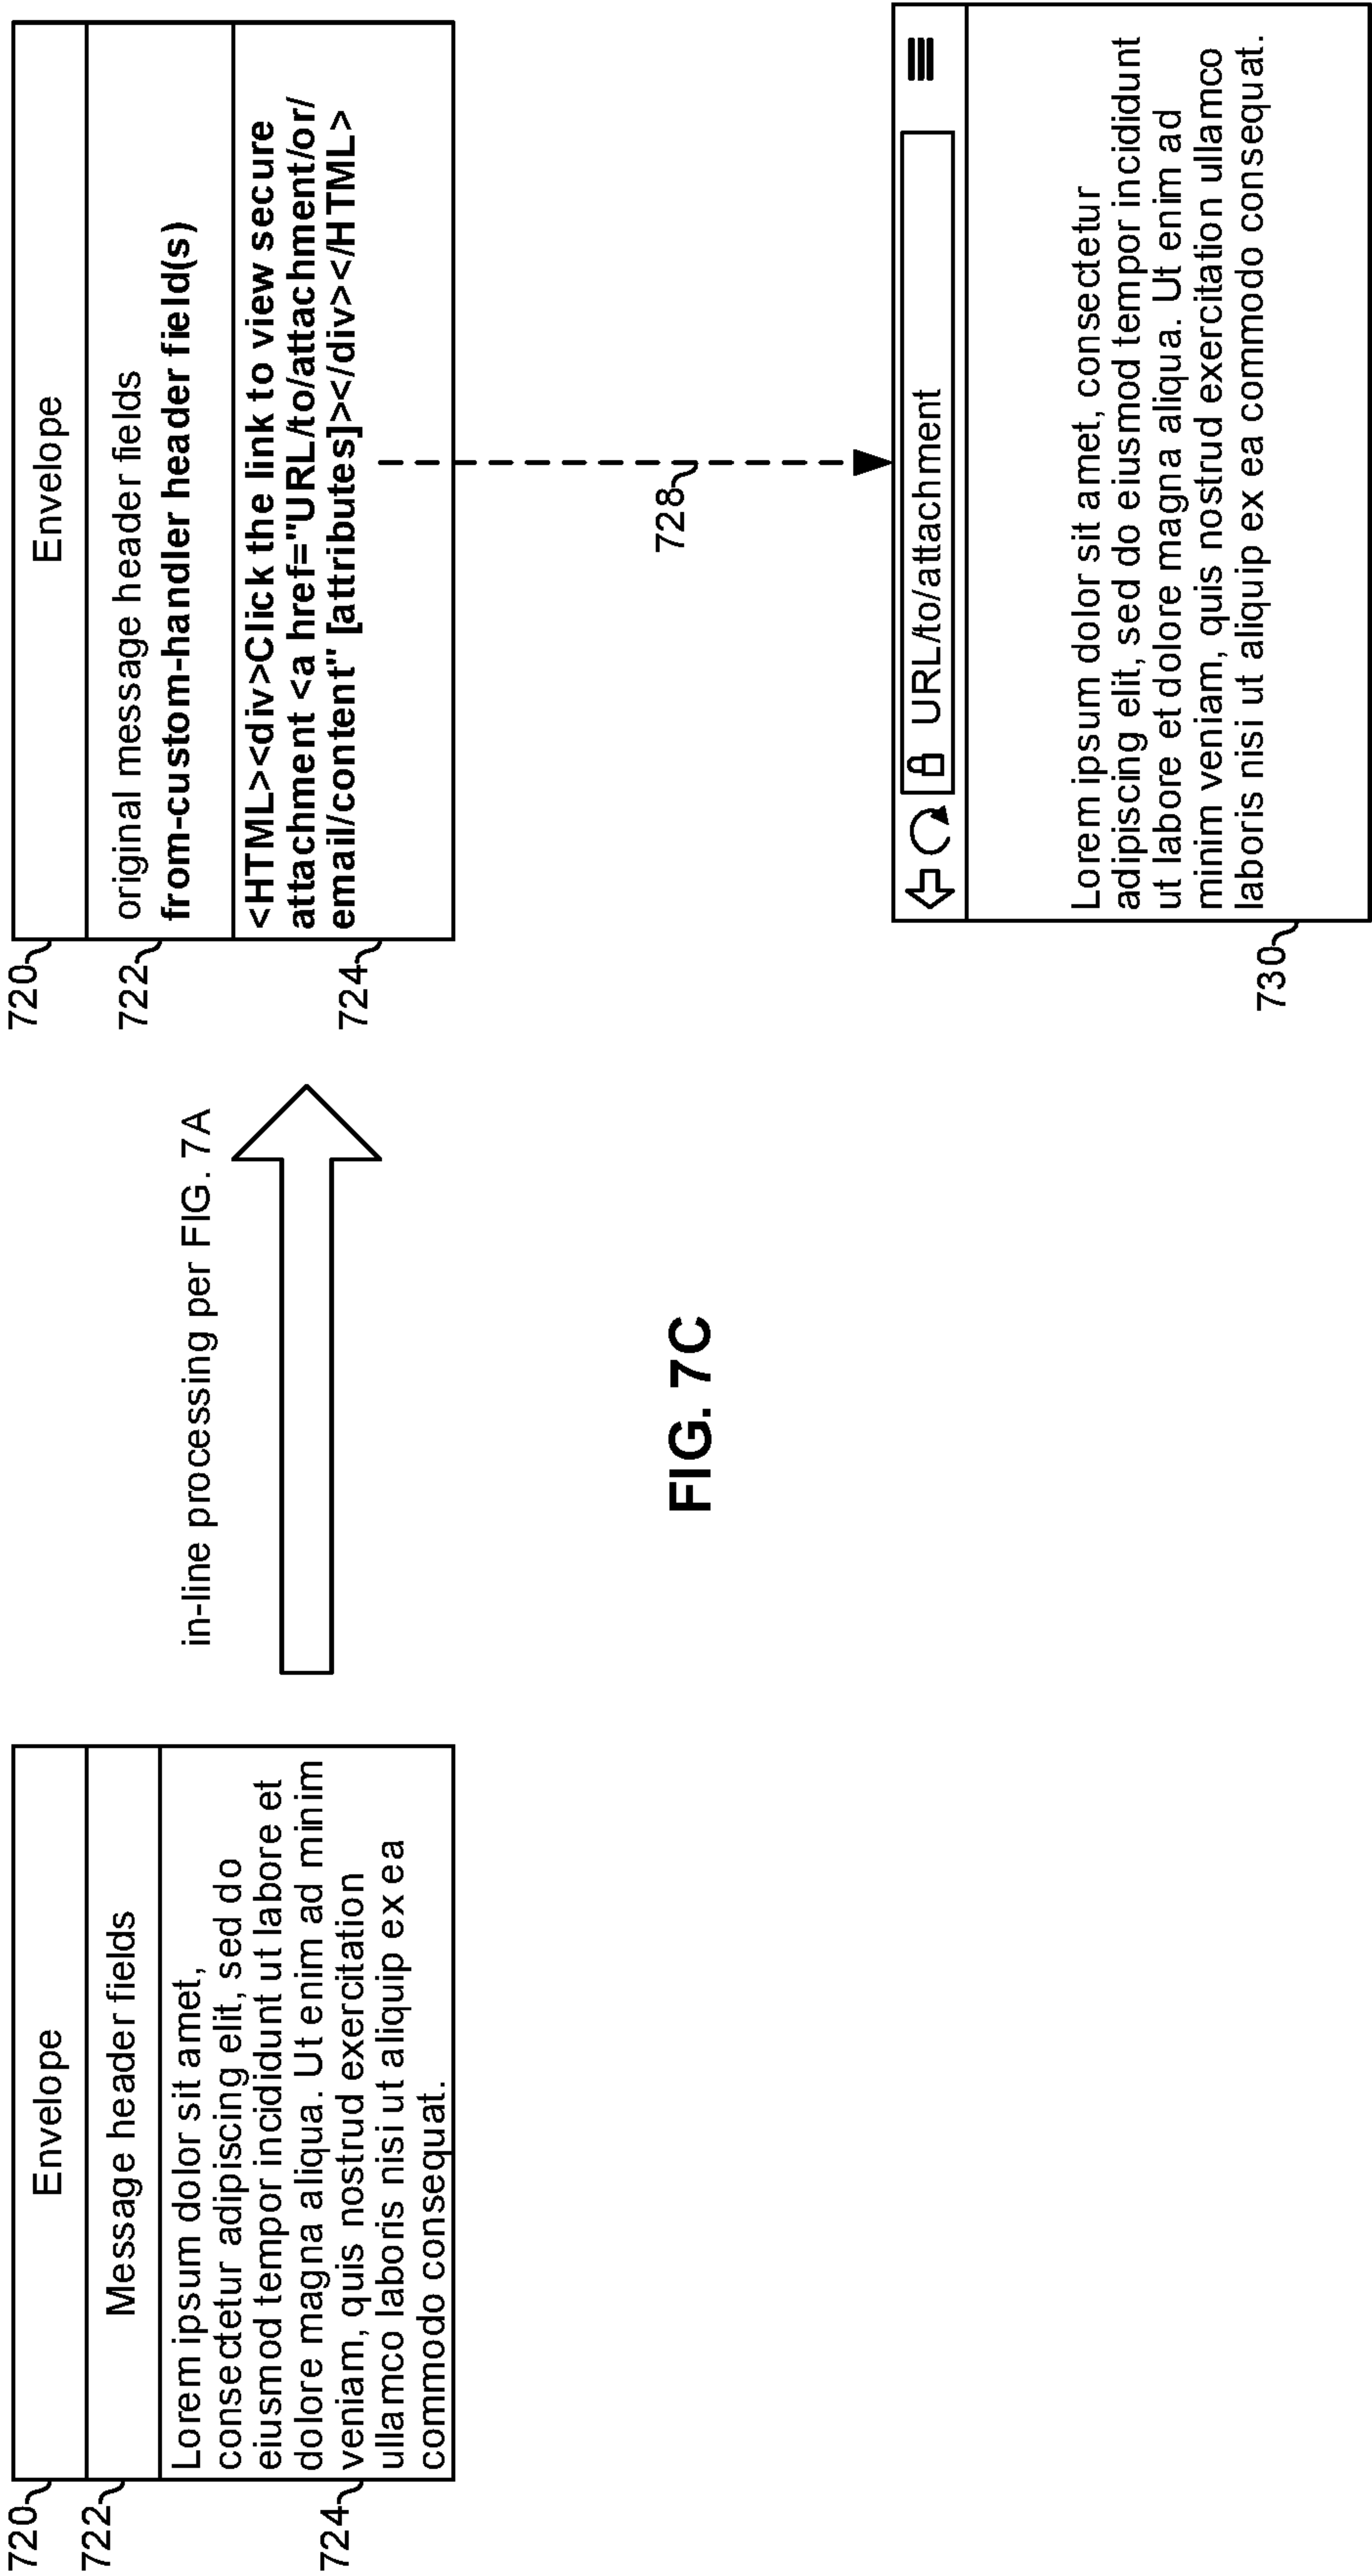 720
Envelope
722
Message header fields
724
Lorem ipsum dolor sit amet,
consectetur adipiscing elit, sed do
eiusmod tempor incididunt ut labore et
dolore magna aliqua. Ut enim ad minim
veniam, quis nostrud exercitation
ullamco laboris nisi ut aliquip ex ea
commodo consequat.
in-line processing per FIG. 7A
720
Envelope
722
original message header fields
from-custom-handler header field(s)
724
<HTML><div>Click the link to view secure
attachment <a href="URL/to/attachment/or/
email/content" [attributes]></div></HTML>
728
URL/to/attachment
730
Lorem ipsum dolor sit amet, consectetur
adipiscing elit, sed do eiusmod tempor incididunt
ut labore et dolore magna aliqua. Ut enim ad
minim veniam, quis nostrud exercitation ullamco
laboris nisi ut aliquip ex ea commodo consequat.
FIG. 7C